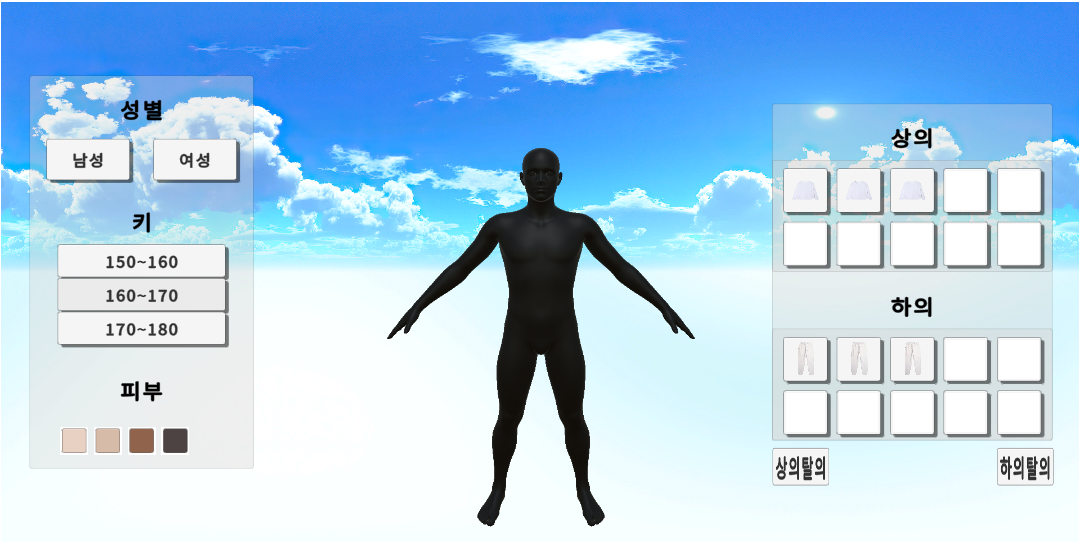 성별
남성 여성
키
150~160
160~170
170~180
피부
상의
하의
상의탈의 하의탈의